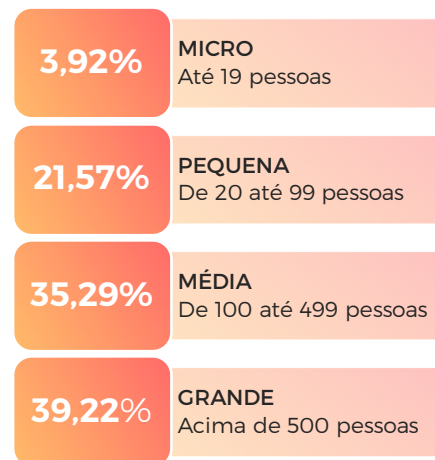 3,92%
MICRO
Até 19 pessoas
21,57%
PEQUENA
De 20 até 99 pessoas
35,29%
MÉDIA
De 100 até 499 pessoas
39,22%
GRANDE
Acima de 500 pessoas